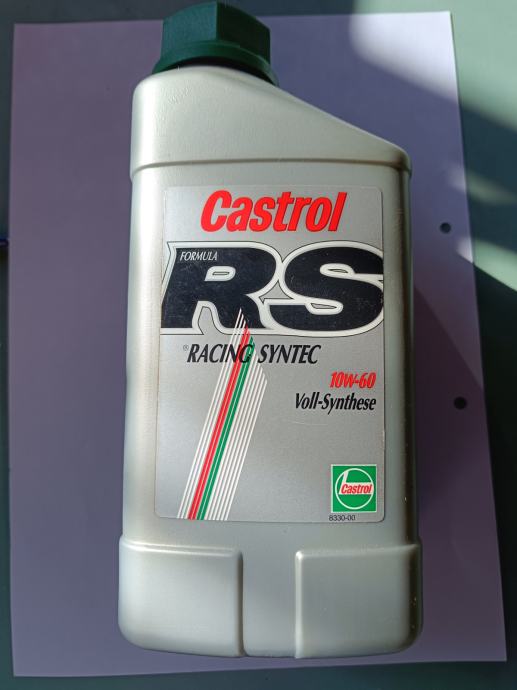 Castrol
FORMULA
RS
® RACING SYNTEC
10W-60
Voll-Synthese
Castrol
8330-00